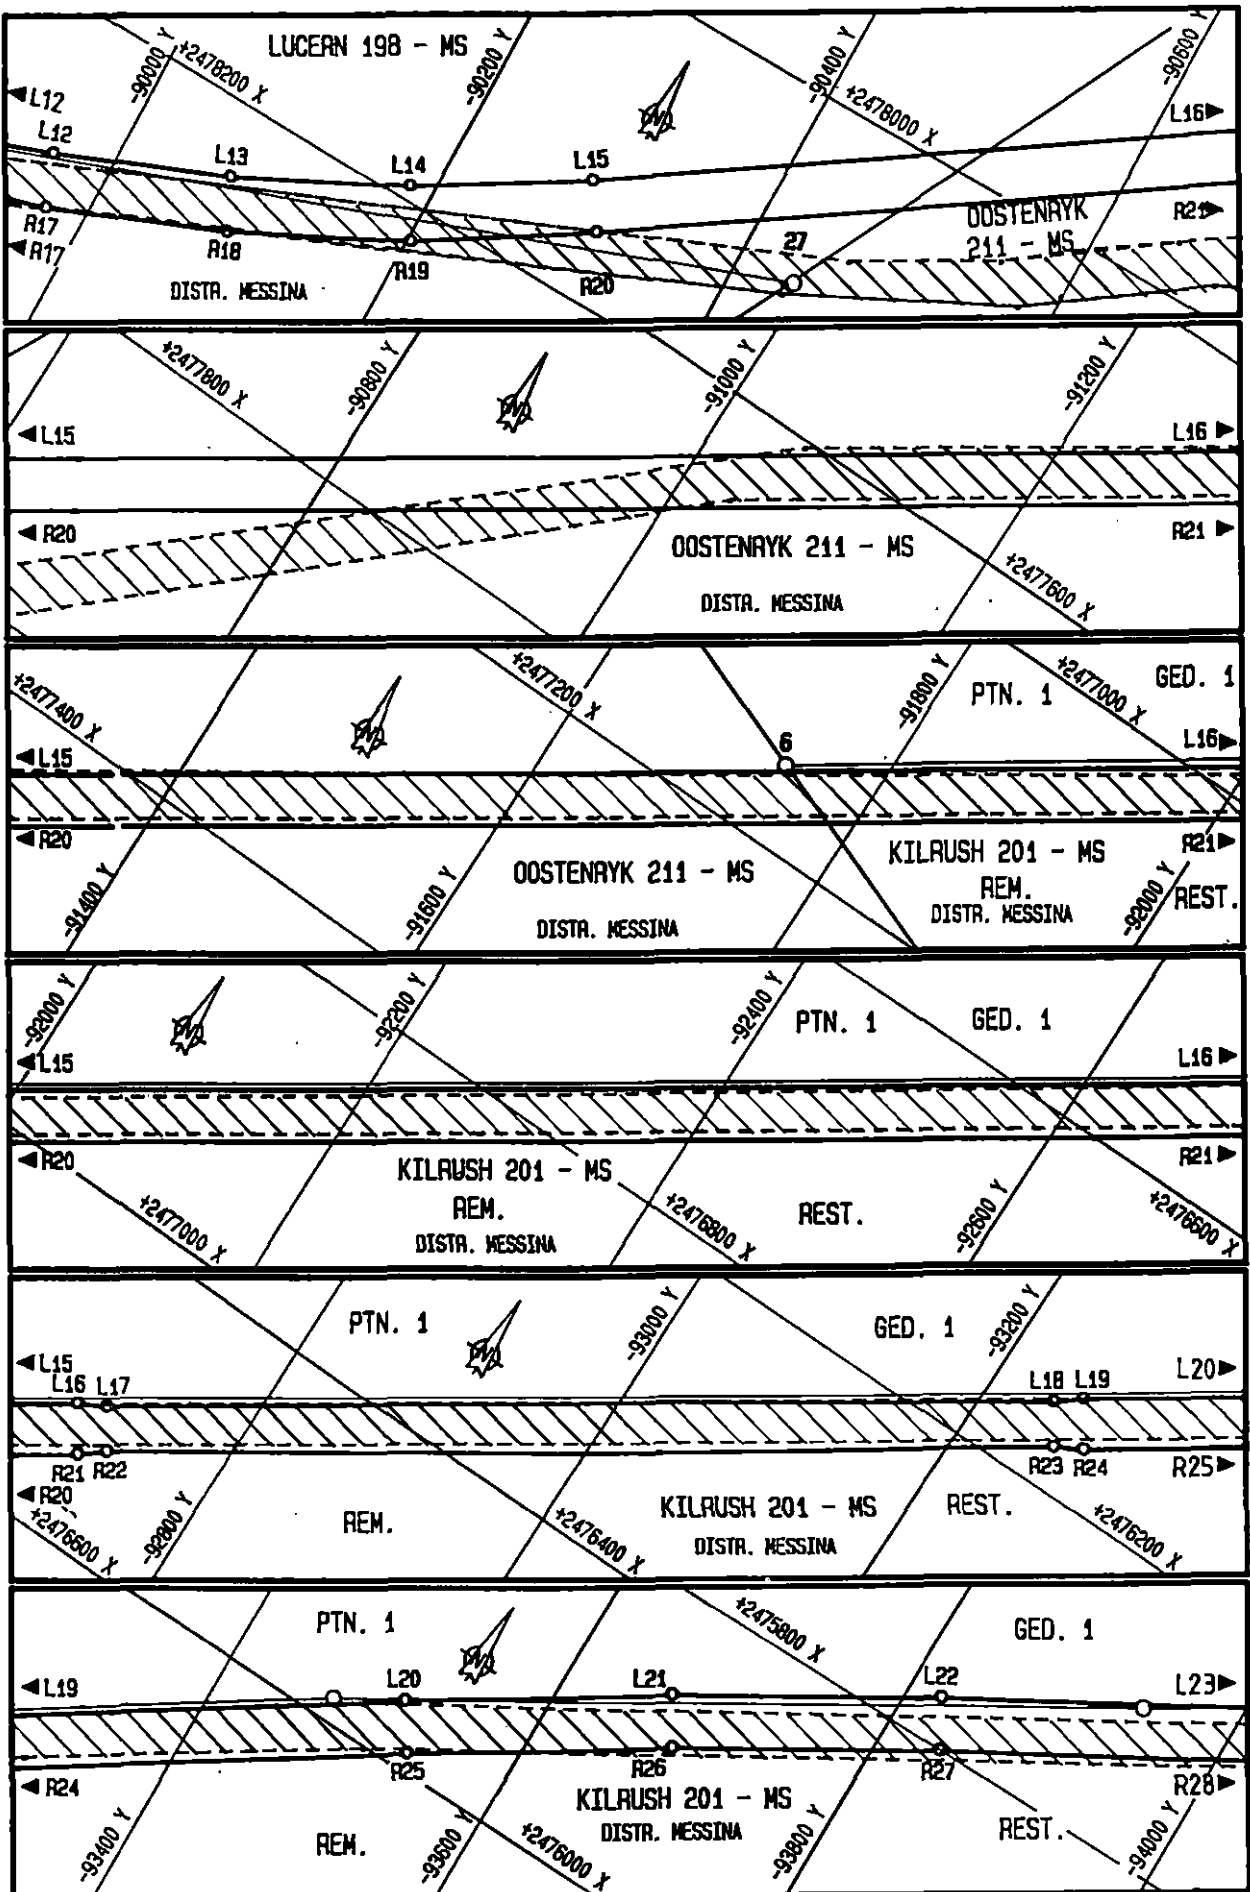 LUCERN 198 - MS
-90000 Y
+2478200 X
-90200 Y
-90400 Y
+2478000 X
-90600 Y
L12
L12
L13
L14
L15
L16
R17
R17
R18
R19
R20
27
OOSTENRYK
211 - MS
R21
DISTR. MESSINA
+2477800 X
-90800 Y
-91000 Y
-91200 Y
L15
L16
R20
R21
OOSTENRYK 211 - MS
+2477600 X
DISTR. MESSINA
+2477400 X
+2477200 X
-91800 Y
+2477000 X
PTN. 1
GED. 1
L15
6
L16
R20
R21
OOSTENRYK 211 - MS
DISTR. MESSINA
KILRUSH 201 - MS
REM.
DISTR. MESSINA
REST.
-91400 Y
-91600 Y
-92000 Y
-92000 Y
-92200 Y
-92400 Y
PTN. 1
GED. 1
L15
L16
R20
R21
KILRUSH 201 - MS
REM.
DISTR. MESSINA
REST.
+2477000 X
+2476800 X
-92600 Y
+2476600 X
PTN. 1
-93000 Y
GED. 1
-93200 Y
L15
L16
L17
L18
L19
L20
R21
R22
R23
R24
R25
R20
+2476600 X
-92800 Y
REM.
+2476400 X
KILRUSH 201 - MS
DISTR. MESSINA
REST.
+2476200 X
PTN. 1
+2475800 X
GED. 1
L19
L20
L21
L22
L23
R24
R25
R26
R27
R28
KILRUSH 201 - MS
DISTR. MESSINA
-93400 Y
REM.
-93600 Y
+2476000 X
-93800 Y
REST.
-94000 Y